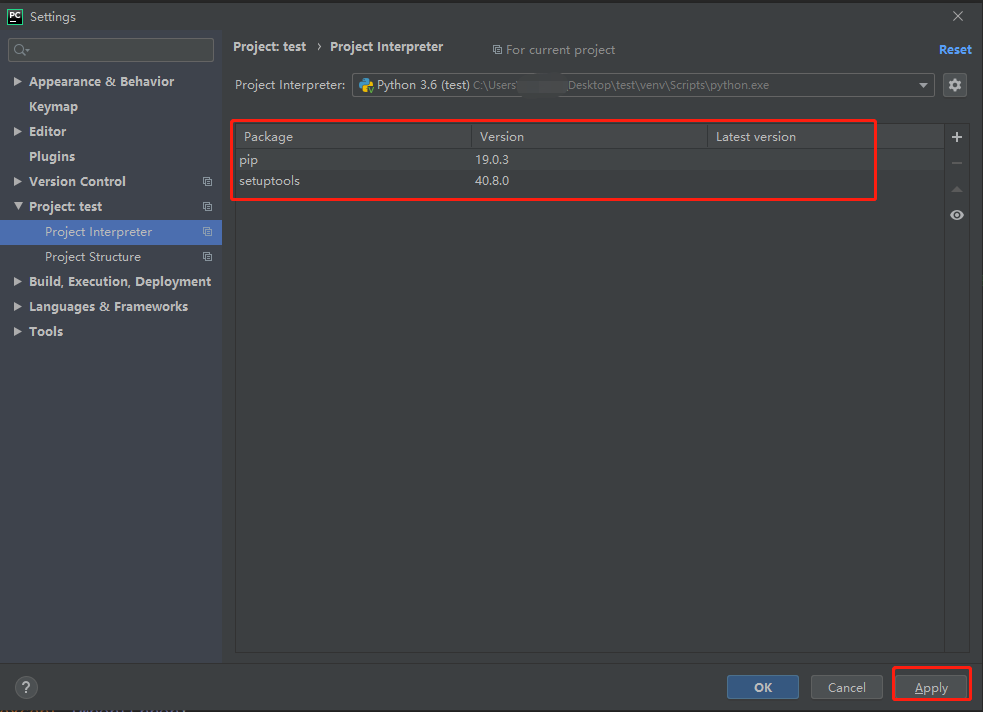 PC Settings
Project: test › Project Interpreter
For current project
Reset
Appearance & Behavior
Keymap
Editor
Plugins
Version Control
Project: test
Project Interpreter
Project Structure
Build, Execution, Deployment
Languages & Frameworks
Tools
Project Interpreter: Python 3.6 (test) C:\Users Desktop\test\venv\Scripts\python.exe
Package Version Latest version
pip 19.0.3
setuptools 40.8.0
? OK Cancel Apply